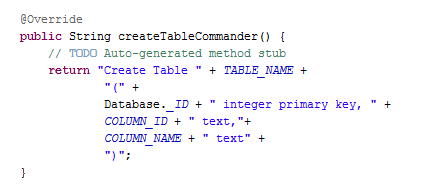 @Override
public String createTableCommander() {
// TODO Auto-generated method stub
return "Create Table " + TABLE_NAME +
"(" +
Database._ID + " integer primary key, " +
COLUMN_ID + " text,"+
COLUMN_NAME + " text" +
")";
}